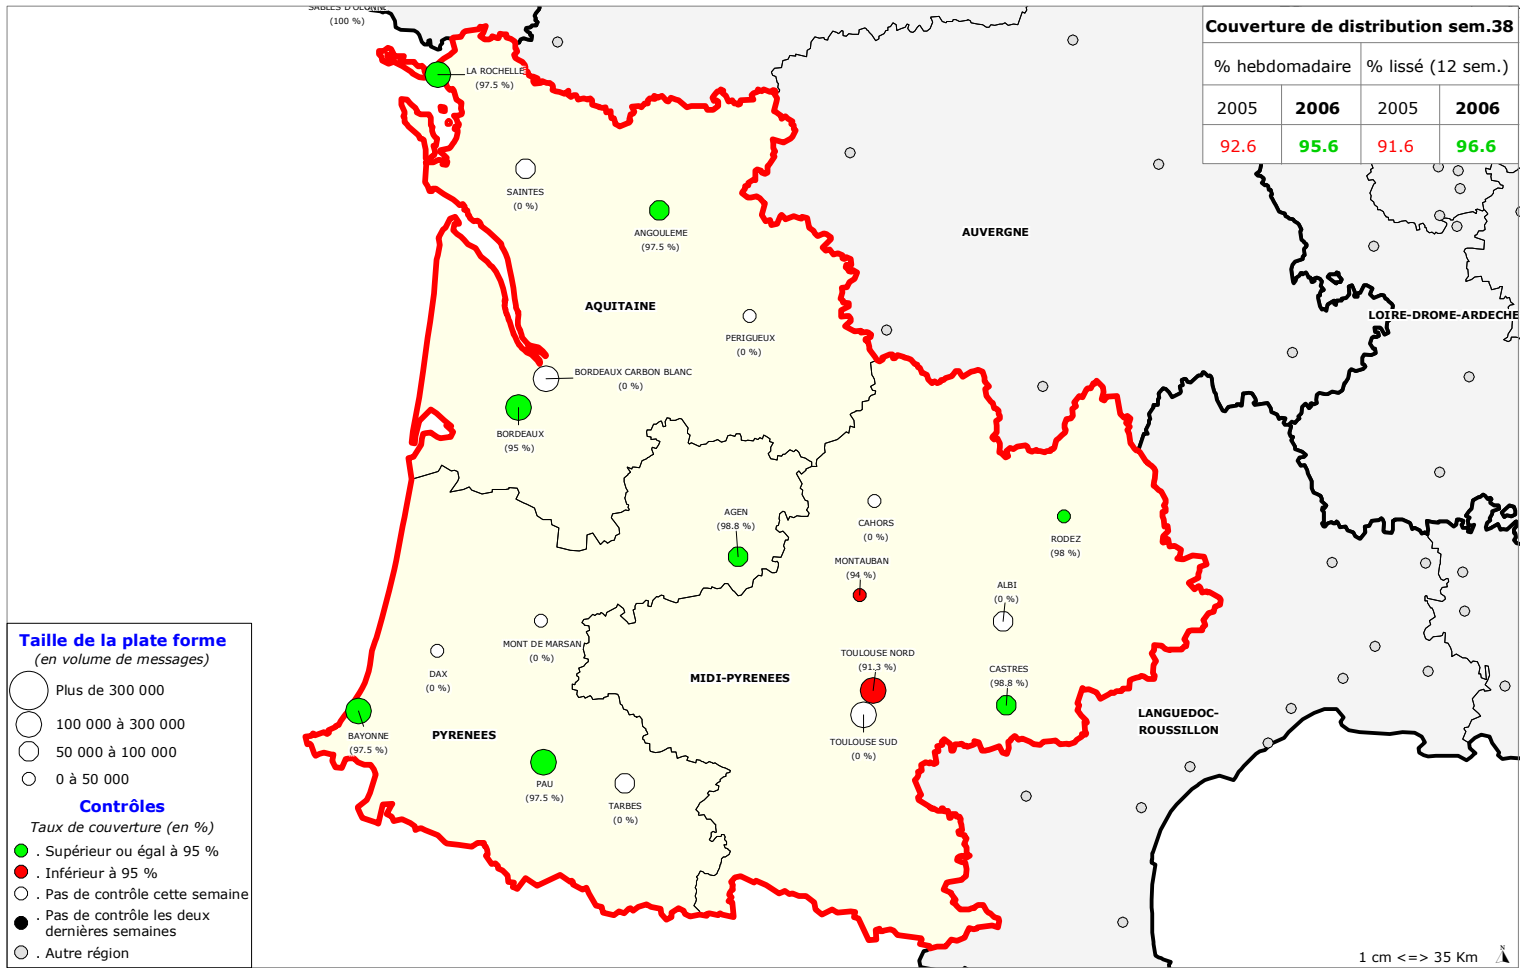 SABLES D'OLONNE
(100 %)
Couverture de distribution sem.38
% hebdomadaire % lissé (12 sem.)
2005 2006 2005 2006
92.6 95.6 91.6 96.6
LA ROCHELLE
(97.5 %)
SAINTES
(0 %)
ANGOULEME
(97.5 %)
AUVERGNE
AQUITAINE
LOIRE-DROME-ARDECHE
PERIGUEUX
(0 %)
BORDEAUX CARBON BLANC
(0 %)
BORDEAUX
(95 %)
AGEN
(98.8 %)
CAHORS
(0 %)
RODEZ
(98 %)
MONTAUBAN
(94 %)
ALBI
(0 %)
MONT DE MARSAN
(0 %)
DAX
(0 %)
TOULOUSE NORD
(91.3 %)
CASTRES
(98.8 %)
MIDI-PYRENEES
LANGUEDOC-
ROUSSILLON
TOULOUSE SUD
(0 %)
BAYONNE
(97.5 %)
PYRENEES
PAU
(97.5 %)
TARBES
(0 %)
Taille de la plate forme
(en volume de messages)
Plus de 300 000
100 000 à 300 000
50 000 à 100 000
0 à 50 000
Contrôles
Taux de couverture (en %)
. Supérieur ou égal à 95 %
. Inférieur à 95 %
. Pas de contrôle cette semaine
. Pas de contrôle les deux
dernières semaines
. Autre région
1 cm <=> 35 Km
N